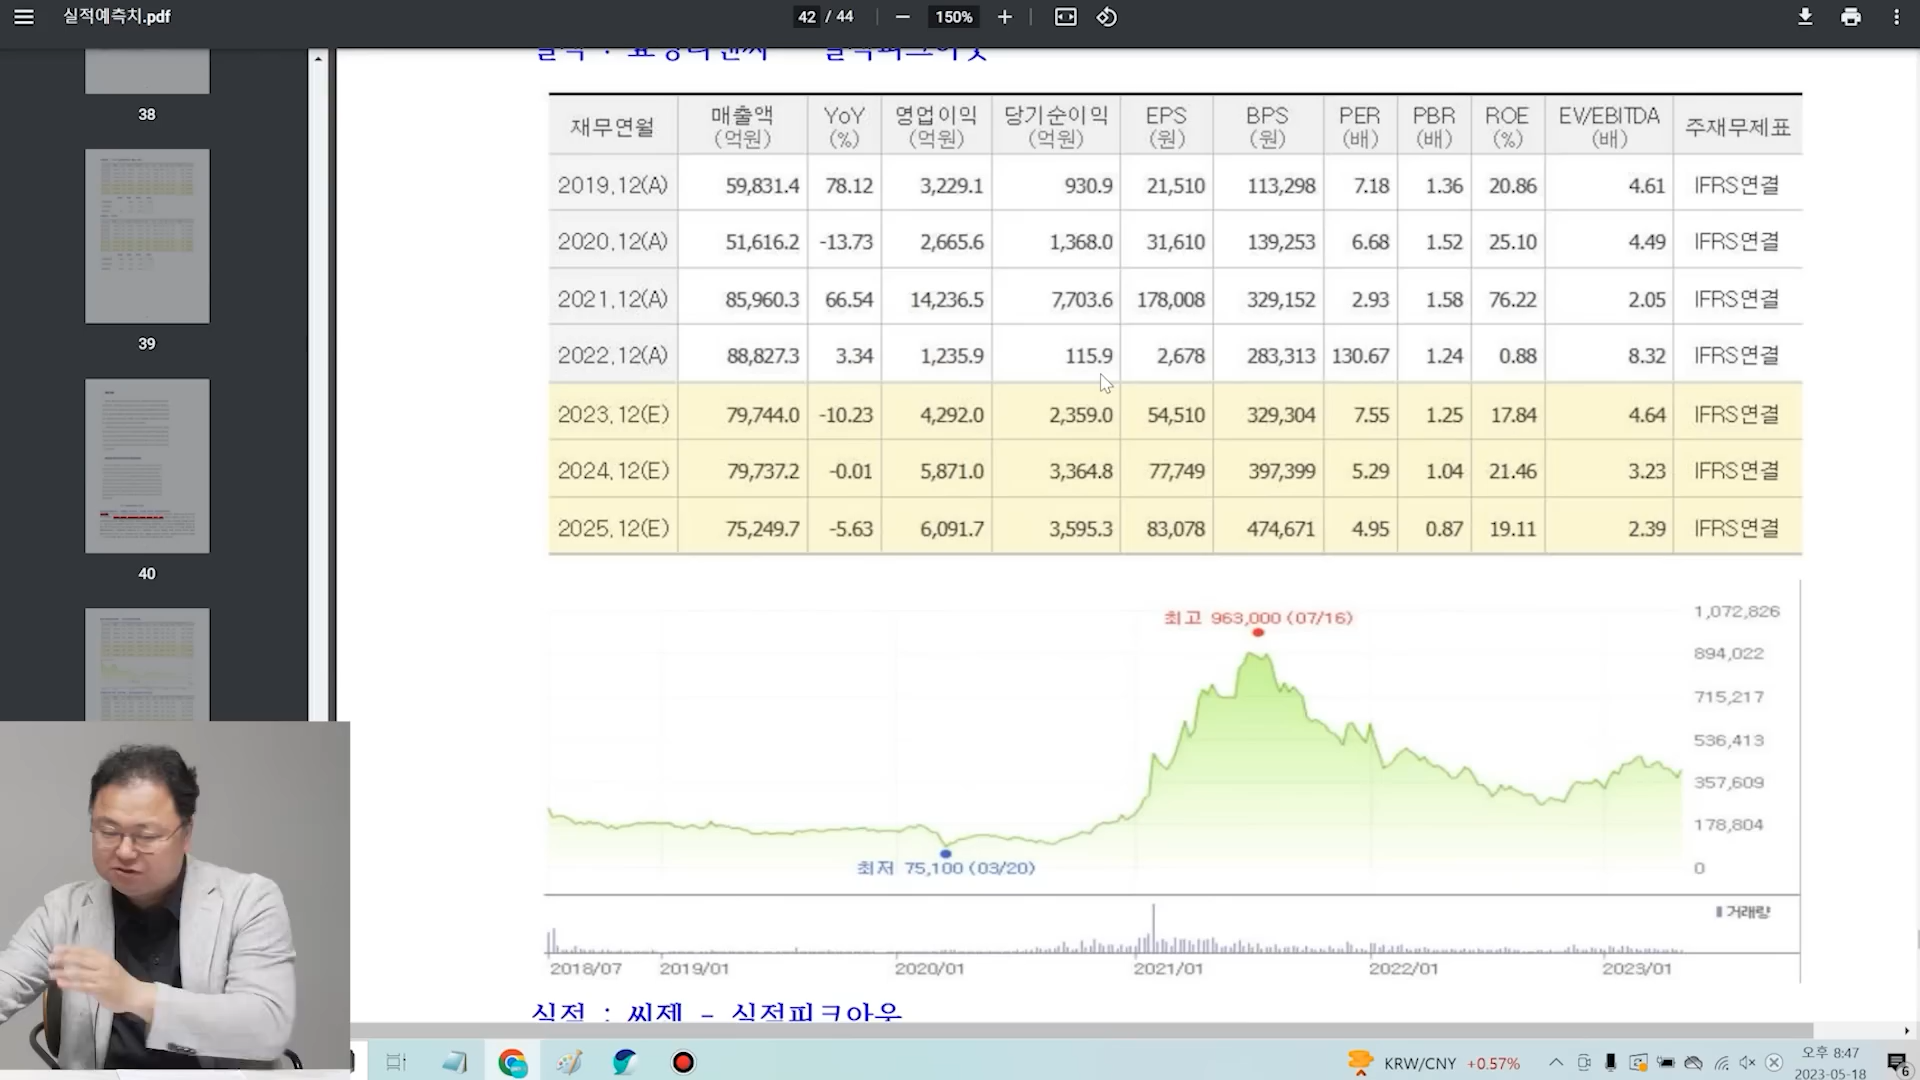 실적예측치.pdf
42 / 44
150%
38
39
40
재무연월 매출액 (억원) YoY (%) 영업이익 (억원) 당기순이익 (억원) EPS (원) BPS (원) PER (배) PBR (배) ROE (%) EV/EBITDA (배) 주재무제표
2019.12(A) 59,831.4 78.12 3,229.1 930.9 21,510 113,298 7.18 1.36 20.86 4.61 IFRS연결
2020.12(A) 51,616.2 -13.73 2,665.6 1,368.0 31,610 139,253 6.68 1.52 25.10 4.49 IFRS연결
2021.12(A) 85,960.3 66.54 14,236.5 7,703.6 178,008 329,152 2.93 1.58 76.22 2.05 IFRS연결
2022.12(A) 88,827.3 3.34 1,235.9 115.9 2,678 283,313 130.67 1.24 0.88 8.32 IFRS연결
2023.12(E) 79,744.0 -10.23 4,292.0 2,359.0 54,510 329,304 7.55 1.25 17.84 4.64 IFRS연결
2024.12(E) 79,737.2 -0.01 5,871.0 3,364.8 77,749 397,399 5.29 1.04 21.46 3.23 IFRS연결
2025.12(E) 75,249.7 -5.63 6,091.7 3,595.3 83,078 474,671 4.95 0.87 19.11 2.39 IFRS연결
최고 963,000 (07/16)
1,072,826
894,022
715,217
536,413
357,609
178,804
0
최저 75,100 (03/20)
거래량
2018/07 2019/01 2020/01 2021/01 2022/01 2023/01
실적 : 씨젠 - 실적피크아웃
KRW/CNY +0.57%
오후 8:47
2023-05-18
6